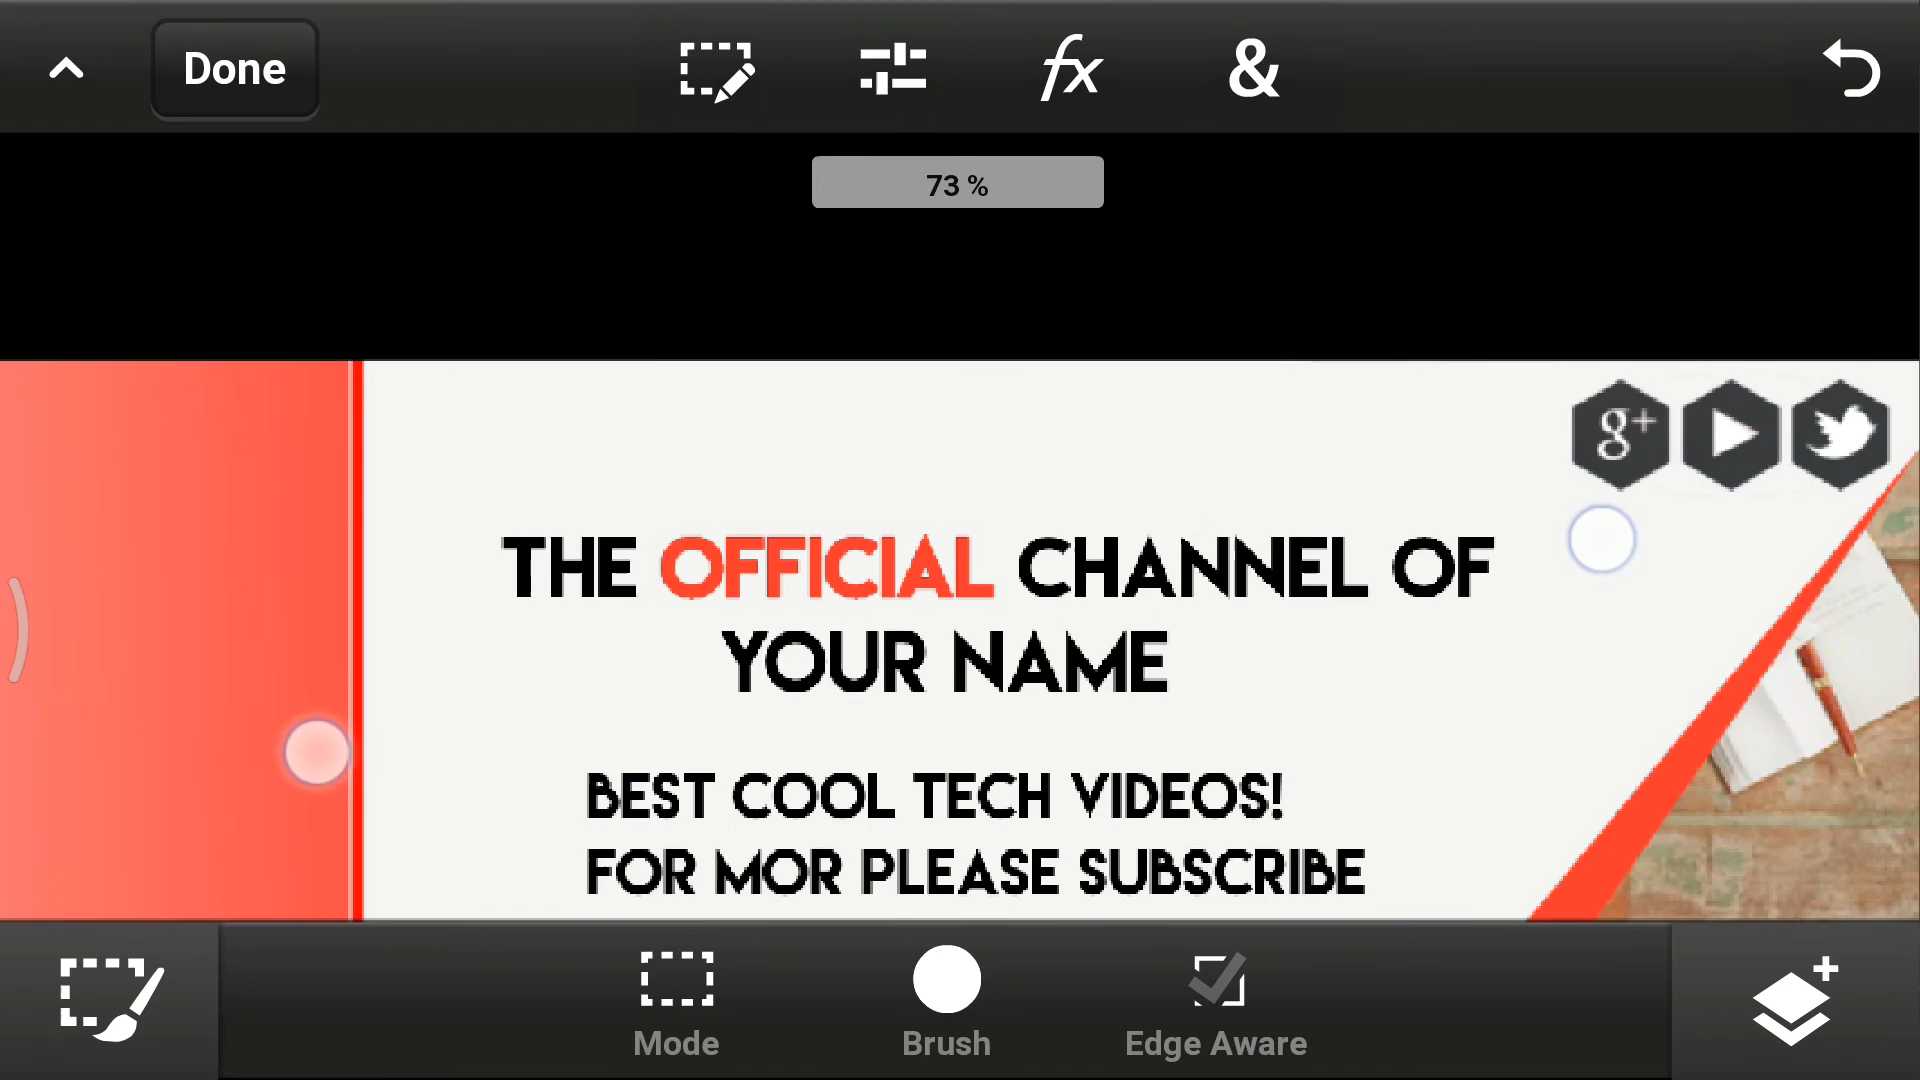 Done
fx
&
73 %
g+
THE OFFICIAL CHANNEL OF
YOUR NAME
BEST COOL TECH VIDEOS!
FOR MOR PLEASE SUBSCRIBE
Mode
Brush
Edge Aware